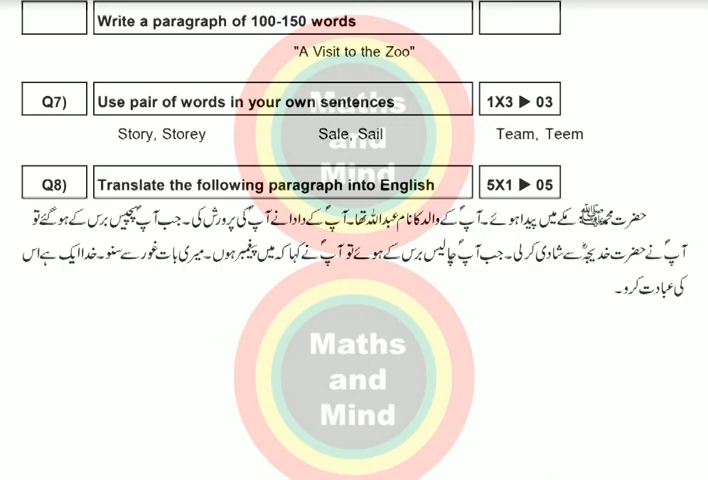 Write a paragraph of 100-150 words
"A Visit to the Zoo"
Q7) Use pair of words in your own sentences 1X3 ▶ 03
Story, Storey Sale, Sail Team, Teem
Q8) Translate the following paragraph into English 5X1 ▶ 05
حضرت محمدﷺ مکے میں پیدا ہوئے۔ آپؐ کے والد کا نام عبداللہ تھا۔ آپؐ کے دادا نے آپؐ کی پرورش کی۔ جب آپؐ پچیس برس کے ہو گئے تو
آپؐ نے حضرت خدیجہؓ سے شادی کر لی۔ جب آپؐ چالیس برس کے ہوئے تو آپؐ نے کہا کہ میں پیغمبر ہوں۔ میری بات غور سے سنو۔ خدا ایک ہے اس
کی عبادت کرو۔
Maths
and
Mind
Maths
and
Mind